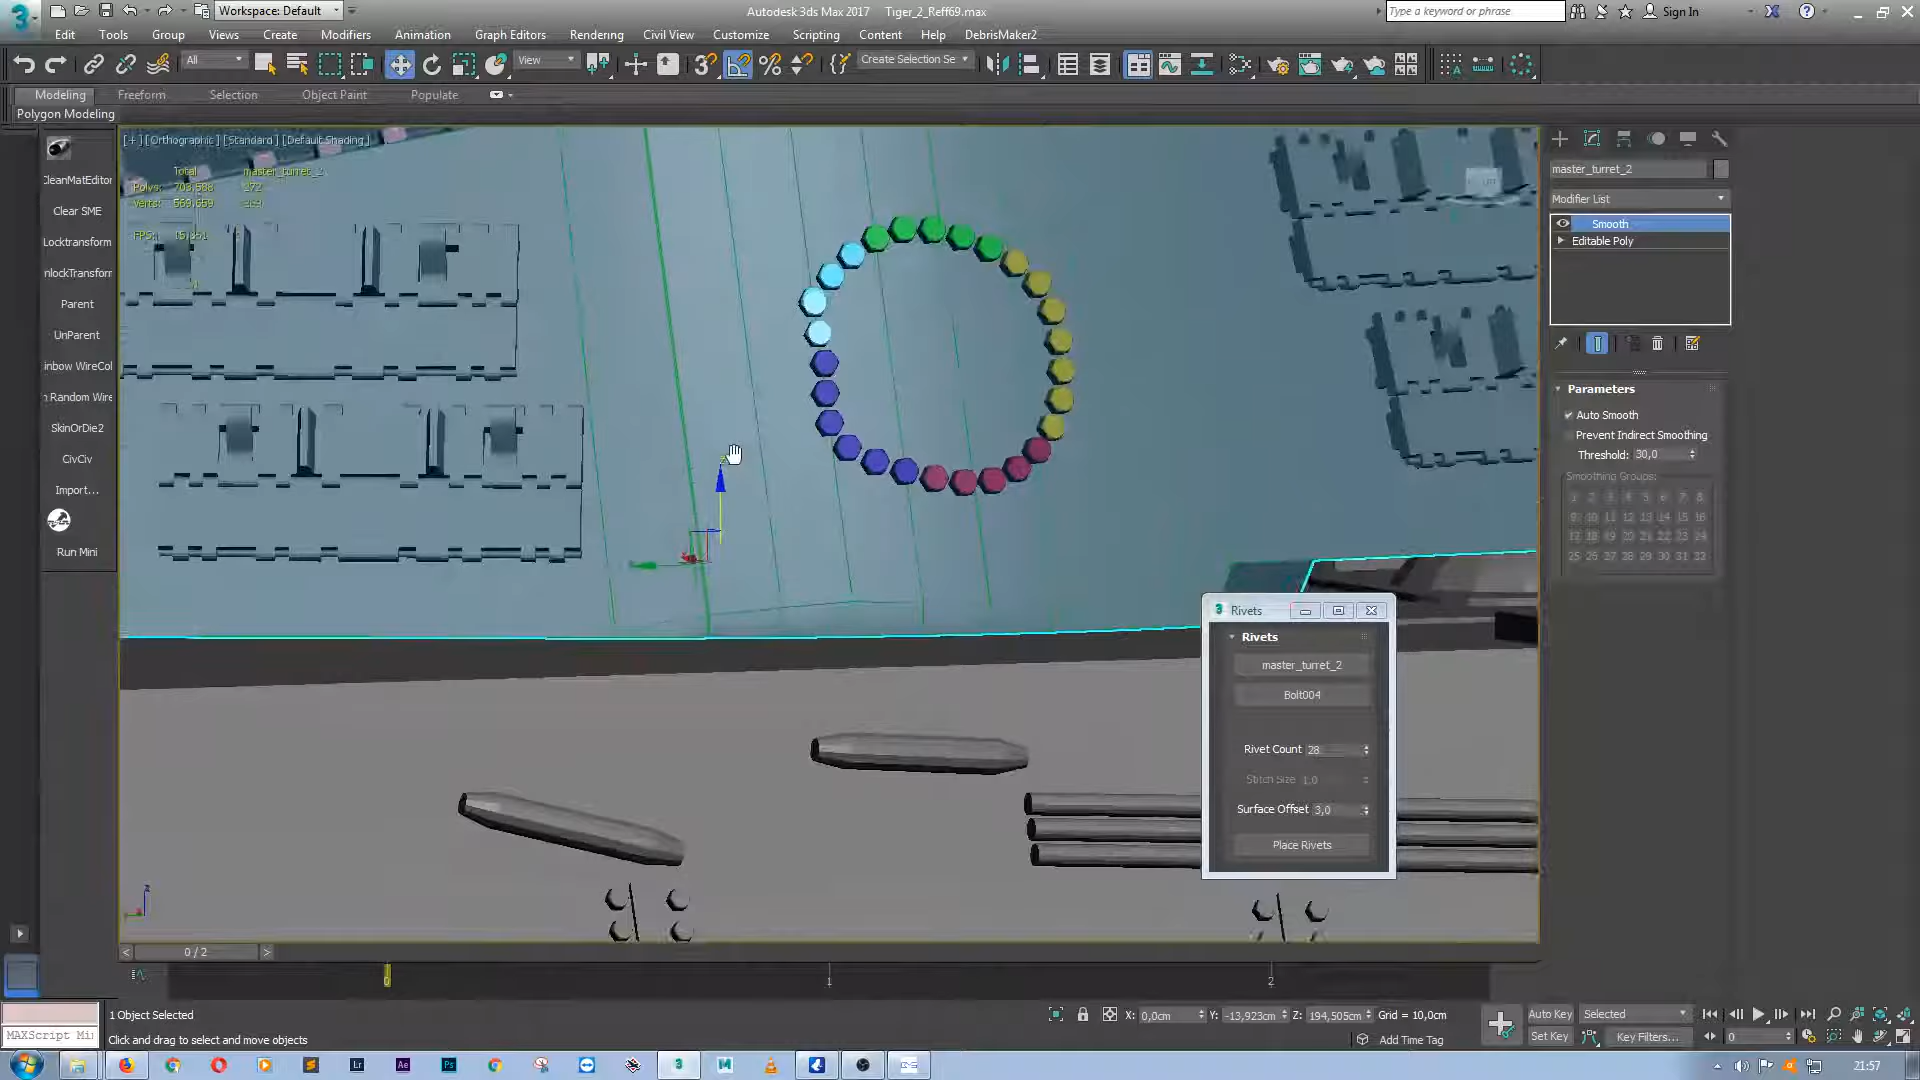 Workspace: Default
Autodesk 3ds Max 2017 Tiger_2_Reff69.max
Type a keyword or phrase
Sign In
Edit Tools Group Views Create Modifiers Animation Graph Editors Rendering Civil View Customize Scripting Content Help DebrisMaker2
All
View
Create Selection Se
Modeling Freeform Selection Object Paint Populate
Polygon Modeling
[+] [Orthographic] [Standard] [Default Shading]
Total master_turret_2
Polys: 703,588 272
Verts: 569,659
FPS:
CleanMatEditor
Clear SME
Locktransform
nlockTransform
Parent
UnParent
inbow WireCol
n Random Wire
SkinOrDie2
CivCiv
Import...
Run Mini
master_turret_2
Modifier List
Smooth
Editable Poly
Parameters
Auto Smooth
Prevent Indirect Smoothing
Threshold: 30,0
Smoothing Groups:
1 2 3 4 5 6 7 8
9 10 11 12 13 14 15 16
17 18 19 20 21 22 23 24
25 26 27 28 29 30 31 32
Rivets
Rivets
master_turret_2
Bolt004
Rivet Count 28
Stitch Size 1,0
Surface Offset 3,0
Place Rivets
0 / 2
0 1 2
1 Object Selected
X: 0,0cm Y: -13,923cm Z: 194,505cm Grid = 10,0cm
Auto Key Selected
MAXScript Mi
Click and drag to select and move objects
Add Time Tag
Set Key Key Filters...
0
21:57